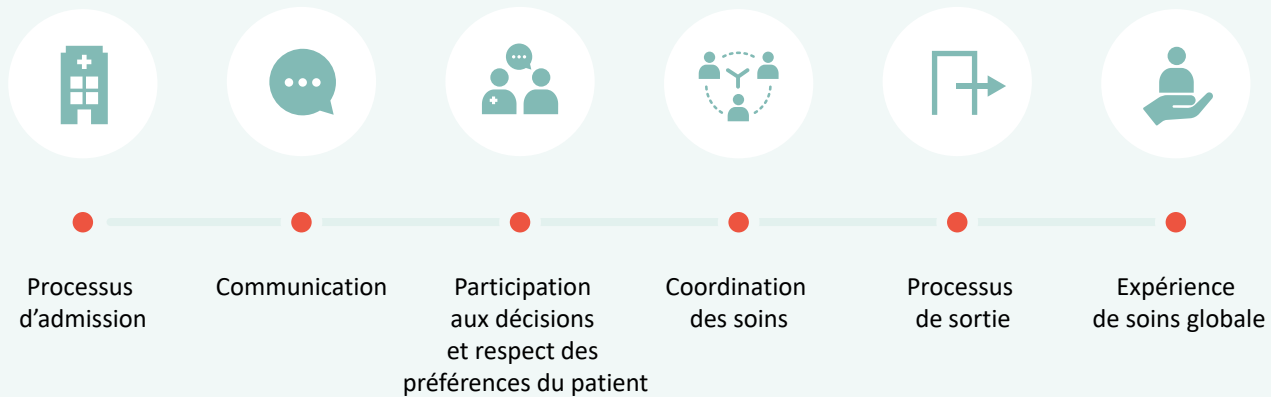 Processus
d’admission
Communication
Participation
aux décisions
et respect des
préférences du patient
Coordination
des soins
Processus
de sortie
Expérience
de soins globale